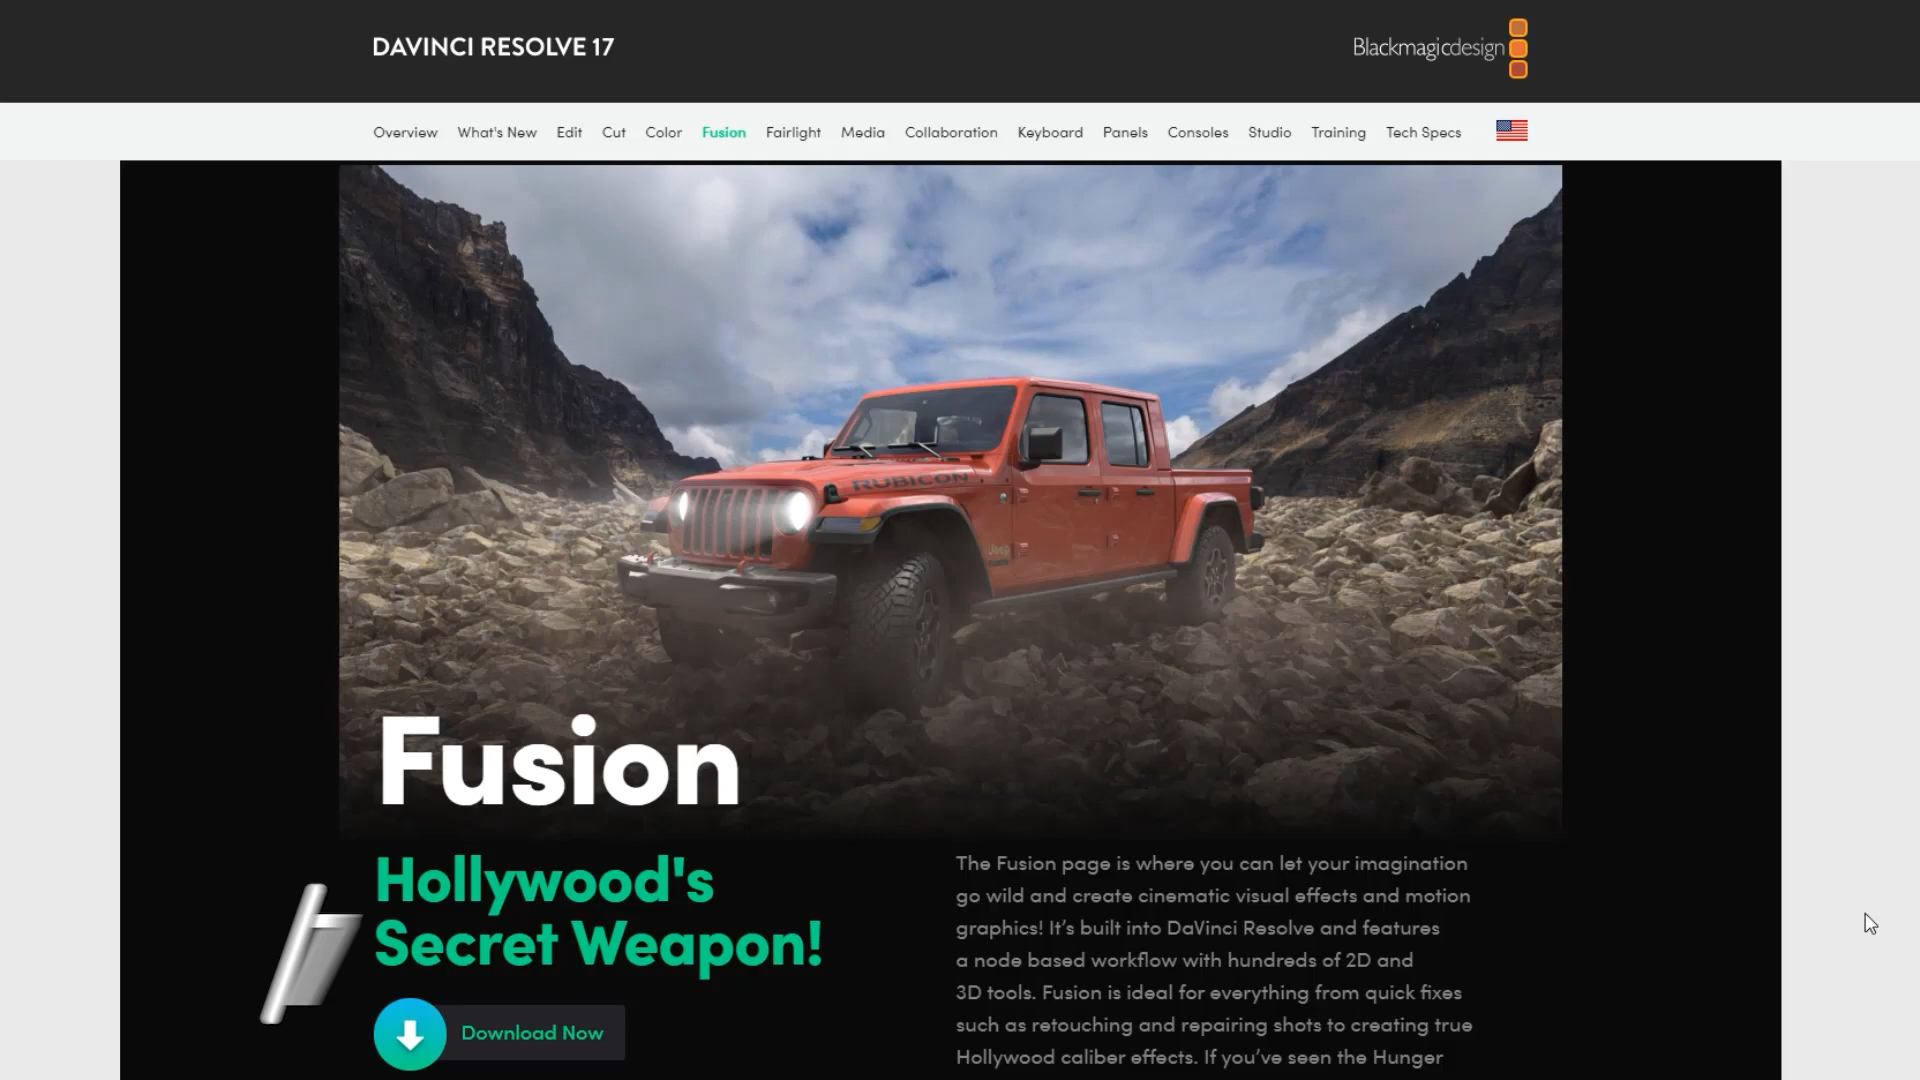 DAVINCI RESOLVE 17
Blackmagicdesign
Overview What's New Edit Cut Color Fusion Fairlight Media Collaboration Keyboard Panels Consoles Studio Training Tech Specs
RUBICON
Jeep
Fusion
Hollywood's
Secret Weapon!
Download Now
The Fusion page is where you can let your imagination
go wild and create cinematic visual effects and motion
graphics! It’s built into DaVinci Resolve and features
a node based workflow with hundreds of 2D and
3D tools. Fusion is ideal for everything from quick fixes
such as retouching and repairing shots to creating true
Hollywood caliber effects. If you’ve seen the Hunger